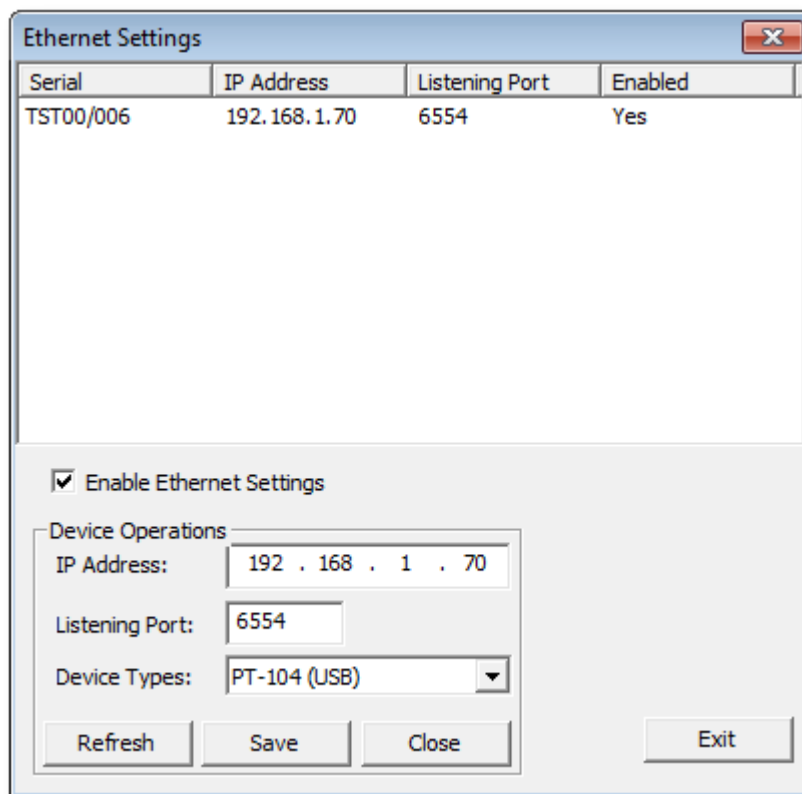 Ethernet Settings
Serial IP Address Listening Port Enabled
TST00/006 192.168.1.70 6554 Yes
Enable Ethernet Settings
Device Operations
IP Address: 192 . 168 . 1 . 70
Listening Port: 6554
Device Types: PT-104 (USB)
Refresh Save Close Exit